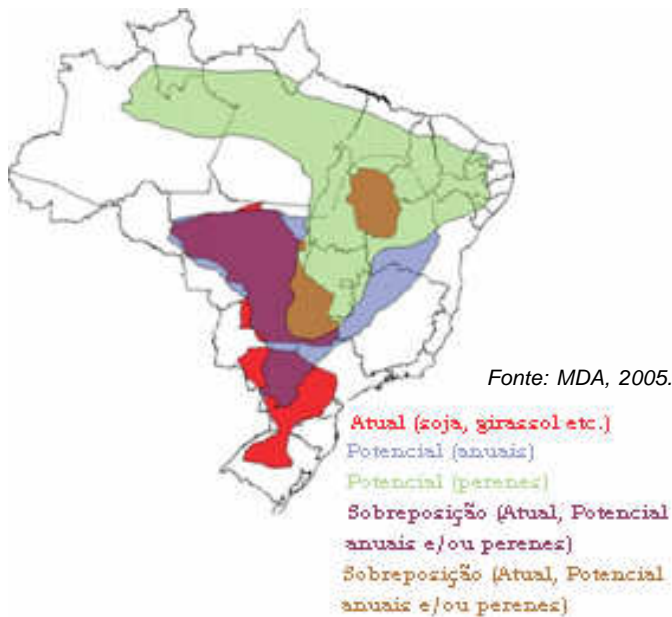 Fonte: MDA, 2005.
Atual (soja, girassol etc.)
Potencial (anuais)
Potencial (perenes)
Sobreposição (Atual, Potencial
anuais e/ou perenes)
Sobreposição (Atual, Potencial
anuais e/ou perenes)